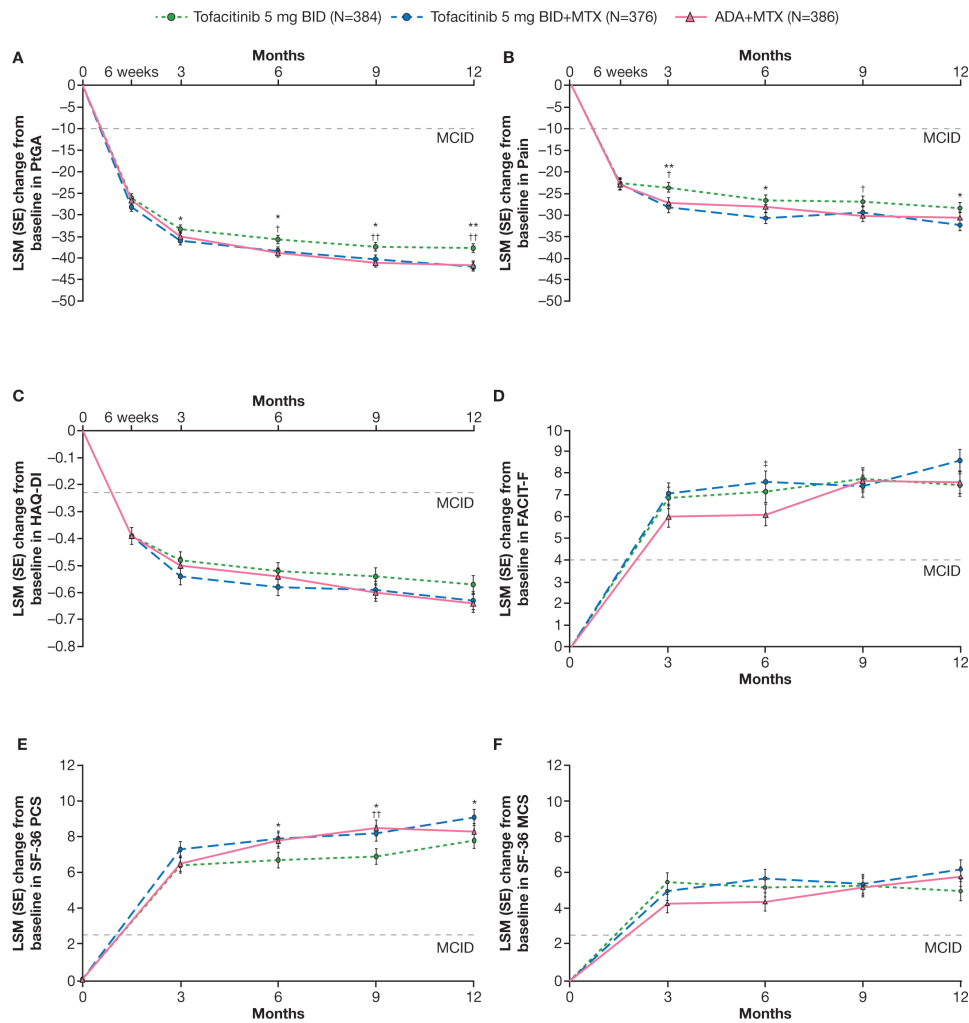 Tofacitinib 5 mg BID (N=384) Tofacitinib 5 mg BID+MTX (N=376) ADA+MTX (N=386)
A
Months
0 6 weeks 3 6 9 12
LSM (SE) change from
baseline in PtGA
0
–5
–10
–15
–20
–25
–30
–35
–40
–45
–50
MCID
*
*
†
*
††
**
††
B
Months
0 6 weeks 3 6 9 12
LSM (SE) change from
baseline in Pain
0
–5
–10
–15
–20
–25
–30
–35
–40
–45
–50
MCID
**
†
*
†
*
C
Months
0 6 weeks 3 6 9 12
LSM (SE) change from
baseline in HAQ-DI
0
–0.1
–0.2
–0.3
–0.4
–0.5
–0.6
–0.7
–0.8
MCID
D
LSM (SE) change from
baseline in FACIT-F
10
9
8
7
6
5
4
3
2
1
0
‡
MCID
0 3 6 9 12
Months
E
LSM (SE) change from
baseline in SF-36 PCS
12
10
8
6
4
2
0
*
*
††
*
MCID
0 3 6 9 12
Months
F
LSM (SE) change from
baseline in SF-36 MCS
12
10
8
6
4
2
0
MCID
0 3 6 9 12
Months